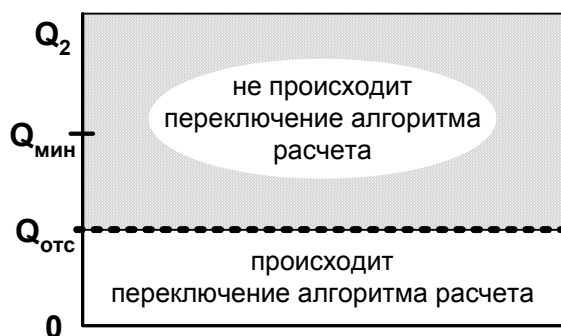 Q2
не происходит
переключение алгоритма
расчета
Qмин
Qотс
происходит
переключение алгоритма расчета
0